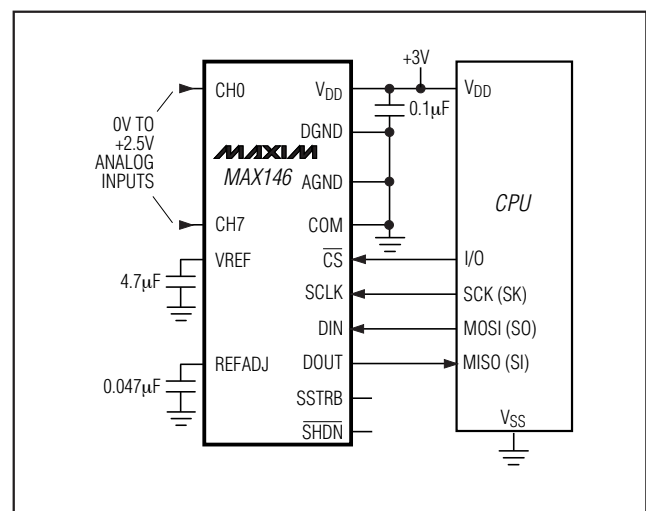 +3V
CH0
VDD
VDD
0.1µF
0V TO
+2.5V
ANALOG
INPUTS
DGND
MAXIM
MAX146
AGND
CPU
CH7
COM
VREF
CS
I/O
4.7µF
SCLK
SCK (SK)
DIN
MOSI (SO)
REFADJ
DOUT
MISO (SI)
0.047µF
SSTRB
SHDN
VSS